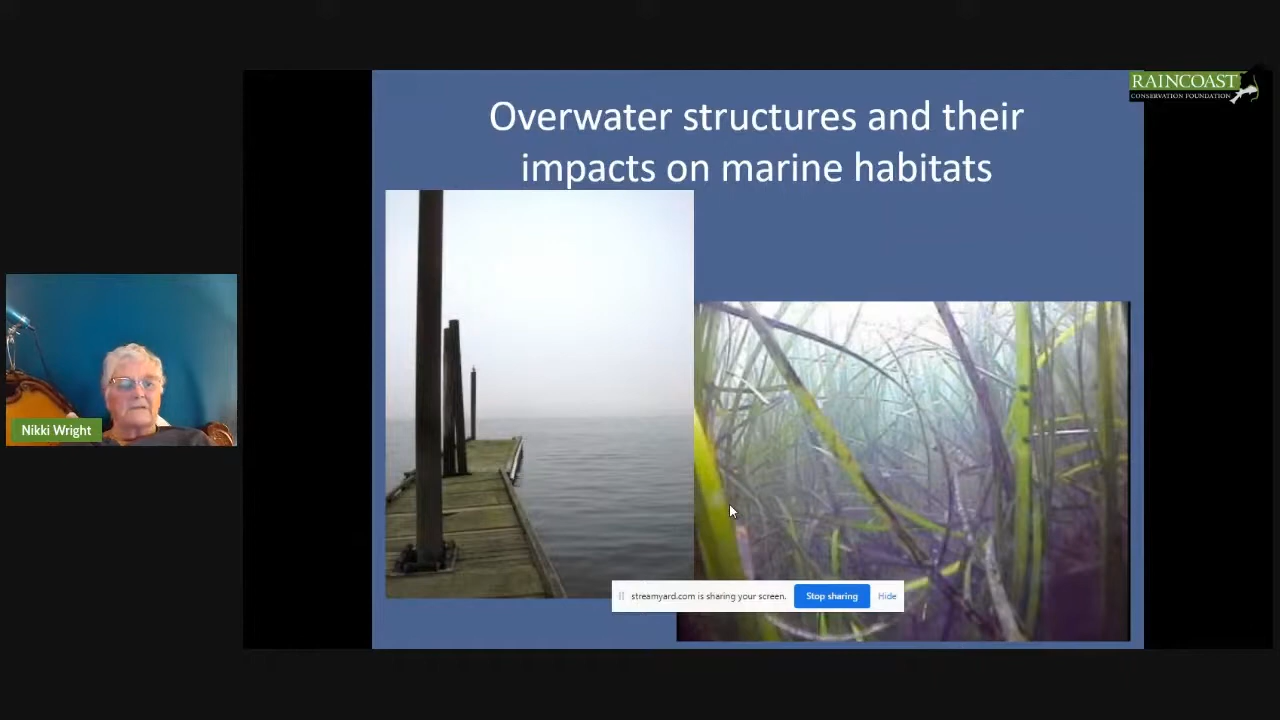 RAINCOAST
CONSERVATION FOUNDATION
Overwater structures and their
impacts on marine habitats
Nikki Wright
streamyard.com is sharing your screen.
Stop sharing
Hide